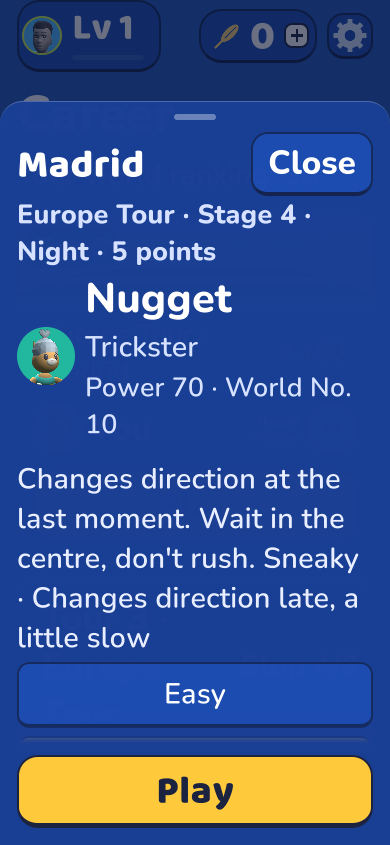 Lv 1
0
Career
Madrid
Close
Europe Tour · Stage 4 ·
Night · 5 points
Nugget
Trickster
Power 70 · World No.
10
Changes direction at the
last moment. Wait in the
centre, don't rush. Sneaky
· Changes direction late, a
little slow
Easy
Play